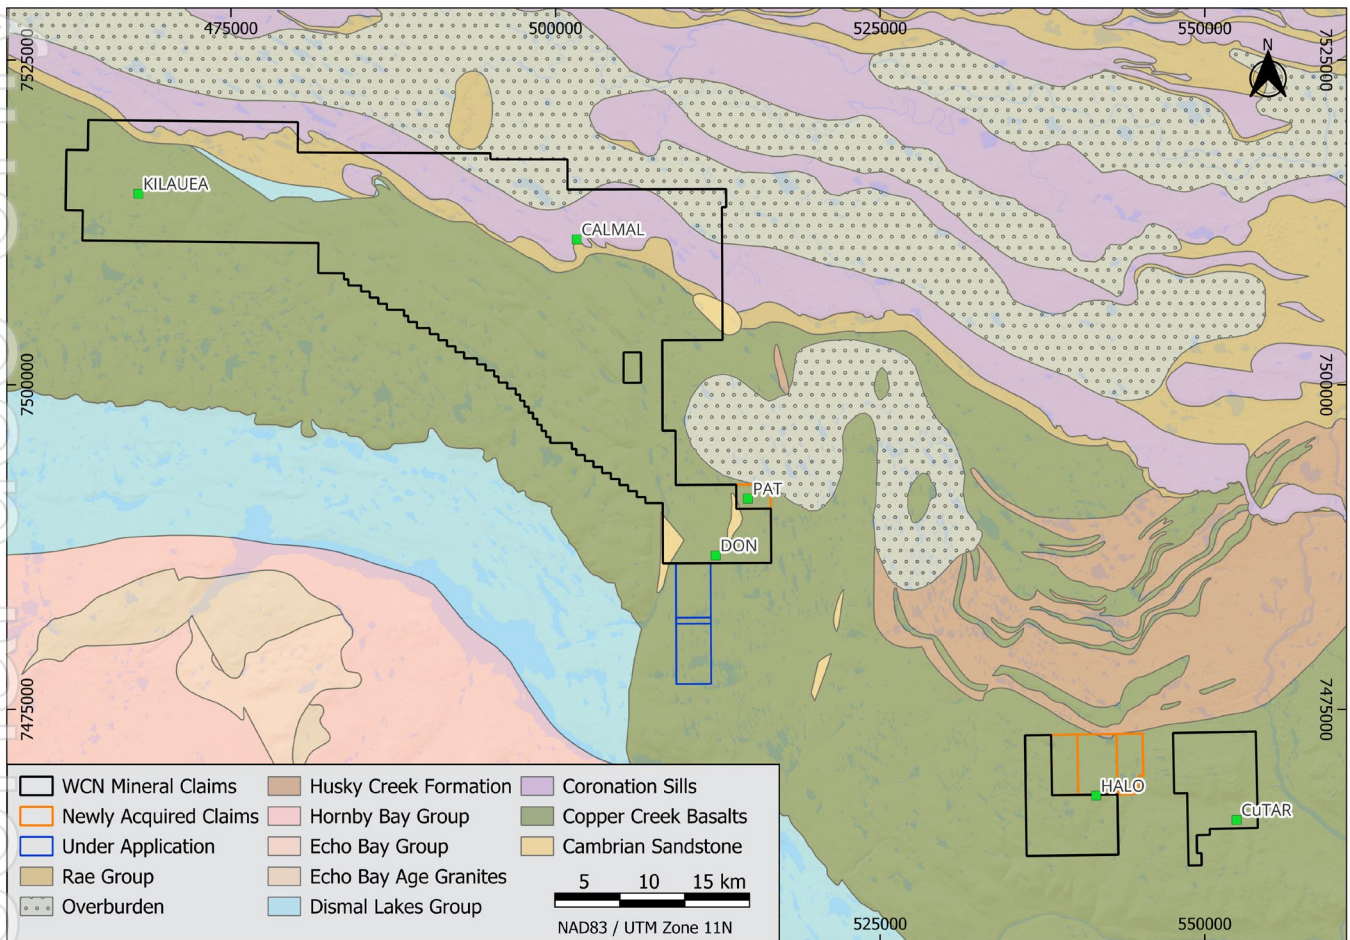 475000
500000
525000
550000
N
7525000
7525000
KILAUEA
CALMAL
7500000
7500000
PAT
DON
7475000
7475000
HALO
CuTAR
WCN Mineral Claims
Newly Acquired Claims
Under Application
Rae Group
Overburden
Husky Creek Formation
Hornby Bay Group
Echo Bay Group
Echo Bay Age Granites
Dismal Lakes Group
Coronation Sills
Copper Creek Basalts
Cambrian Sandstone
5 10 15 km
NAD83 / UTM Zone 11N
525000
550000